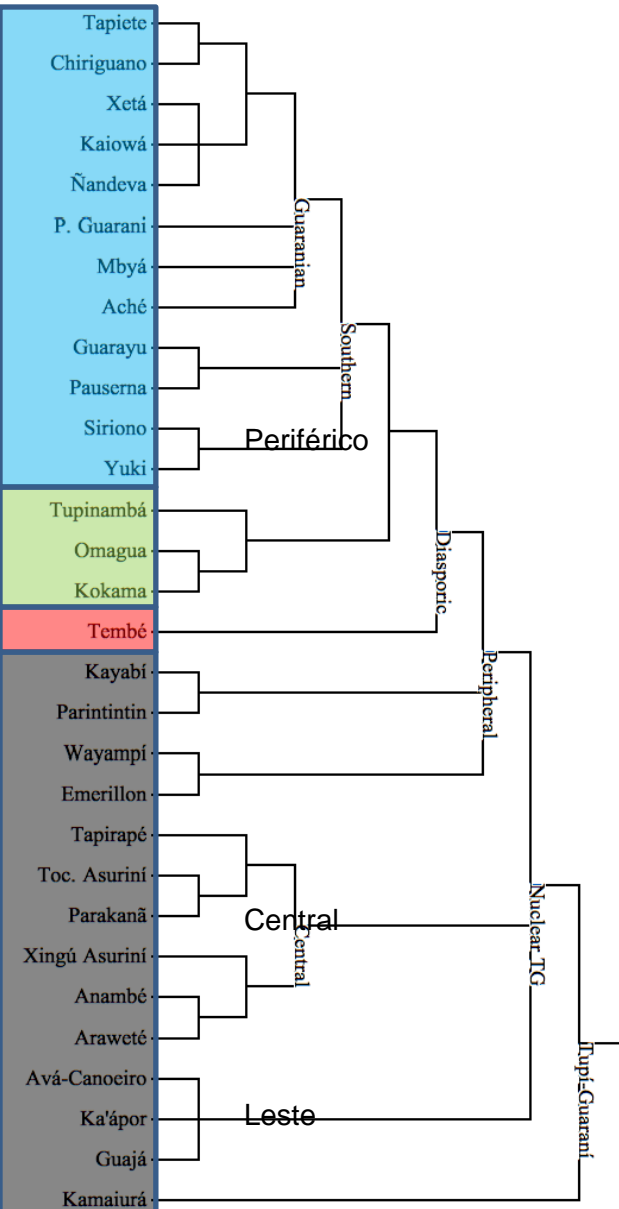 Tapiete
Chiriguano
Xetá
Kaiowá
Ñandeva
P. Guarani
Mbyá
Aché
Guarayu
Pauserna
Siriono
Yuki
Tupinambá
Omagua
Kokama
Tembé
Kayabí
Parintintin
Wayampí
Emerillon
Tapirapé
Toc. Asuriní
Parakanã
Xingú Asuriní
Anambé
Araweté
Avá-Canoeiro
Ka'ápor
Guajá
Kamaiurá
Guaranian
Southern
Periférico
Diasporic
Peripheral
Central
Central
Leste
Nuclear_TG
Tupí-Guaraní